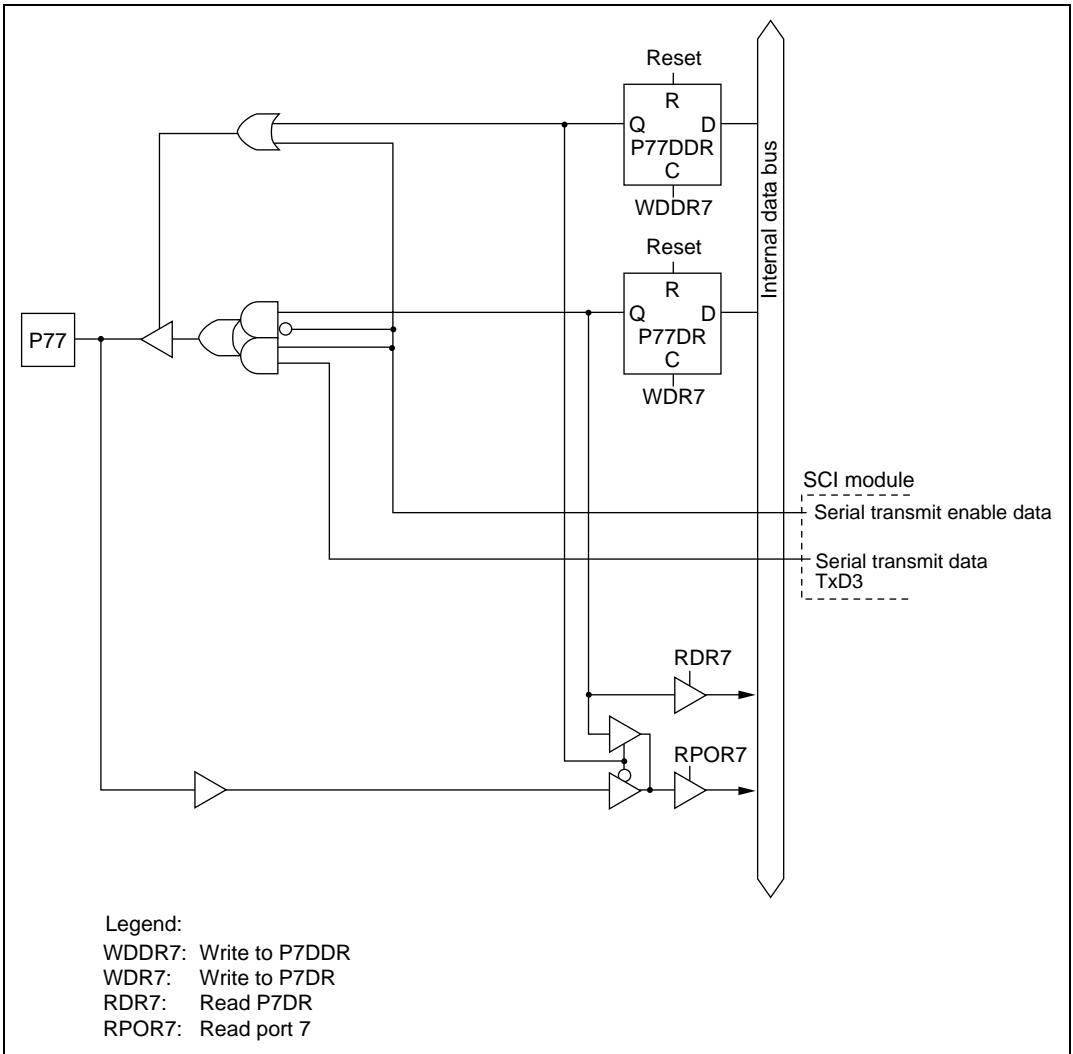 Reset
R
Q D
P77DDR
C
WDDR7
Internal data bus
Reset
R
Q D
P77DR
C
WDR7
P77
SCI module
Serial transmit enable data
Serial transmit data
TxD3
RDR7
RPOR7
Legend:
WDDR7: Write to P7DDR
WDR7: Write to P7DR
RDR7: Read P7DR
RPOR7: Read port 7